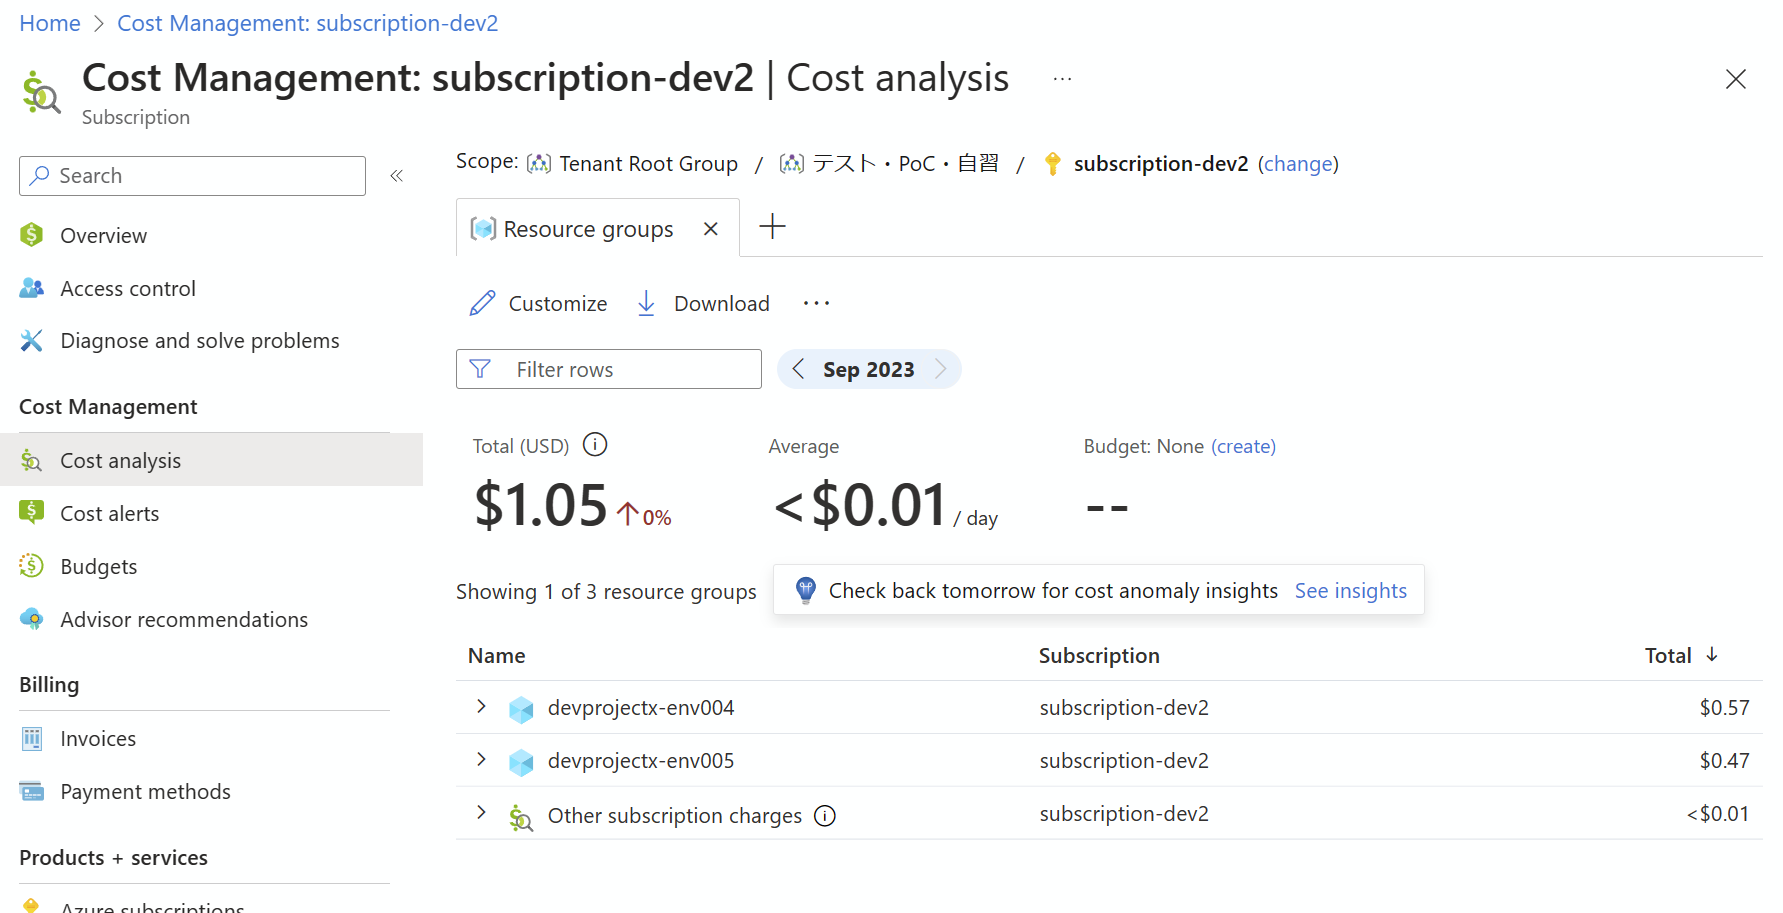 Home > Cost Management: subscription-dev2
Cost Management: subscription-dev2 | Cost analysis ...
Subscription
Search
«
Overview
Access control
Diagnose and solve problems
Cost Management
Cost analysis
Cost alerts
Budgets
Advisor recommendations
Billing
Invoices
Payment methods
Products + services
Azure subscriptions
Scope: Tenant Root Group / テスト・PoC・自習 / subscription-dev2 (change)
Resource groups
Customize Download ...
Filter rows Sep 2023
Total (USD) Average Budget: None (create)
$1.05 ↑0% <$0.01 / day --
Showing 1 of 3 resource groups Check back tomorrow for cost anomaly insights See insights
Name Subscription Total ↓
devprojectx-env004 subscription-dev2 $0.57
devprojectx-env005 subscription-dev2 $0.47
Other subscription charges subscription-dev2 <$0.01